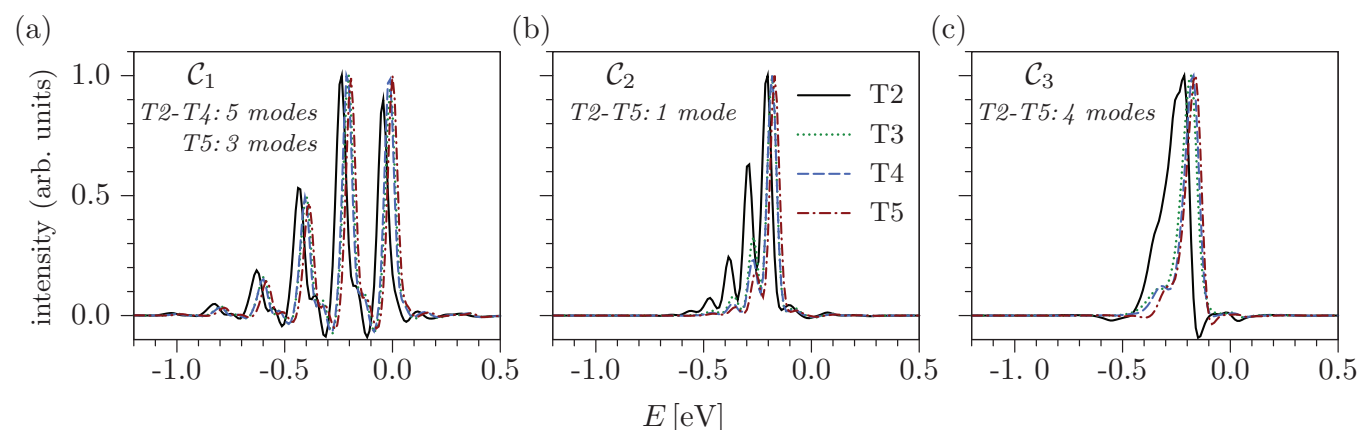 (a)
(b)
(c)
intensity (arb. units)
1.0
0.5
0.0
𝒞1
T2-T4: 5 modes
T5: 3 modes
𝒞2
T2-T5: 1 mode
T2
T3
T4
T5
𝒞3
T2-T5: 4 modes
-1.0 -0.5 0.0 0.5
-1.0 -0.5 0.0 0.5
-1. 0 -0.5 0.0 0.5
E [eV]